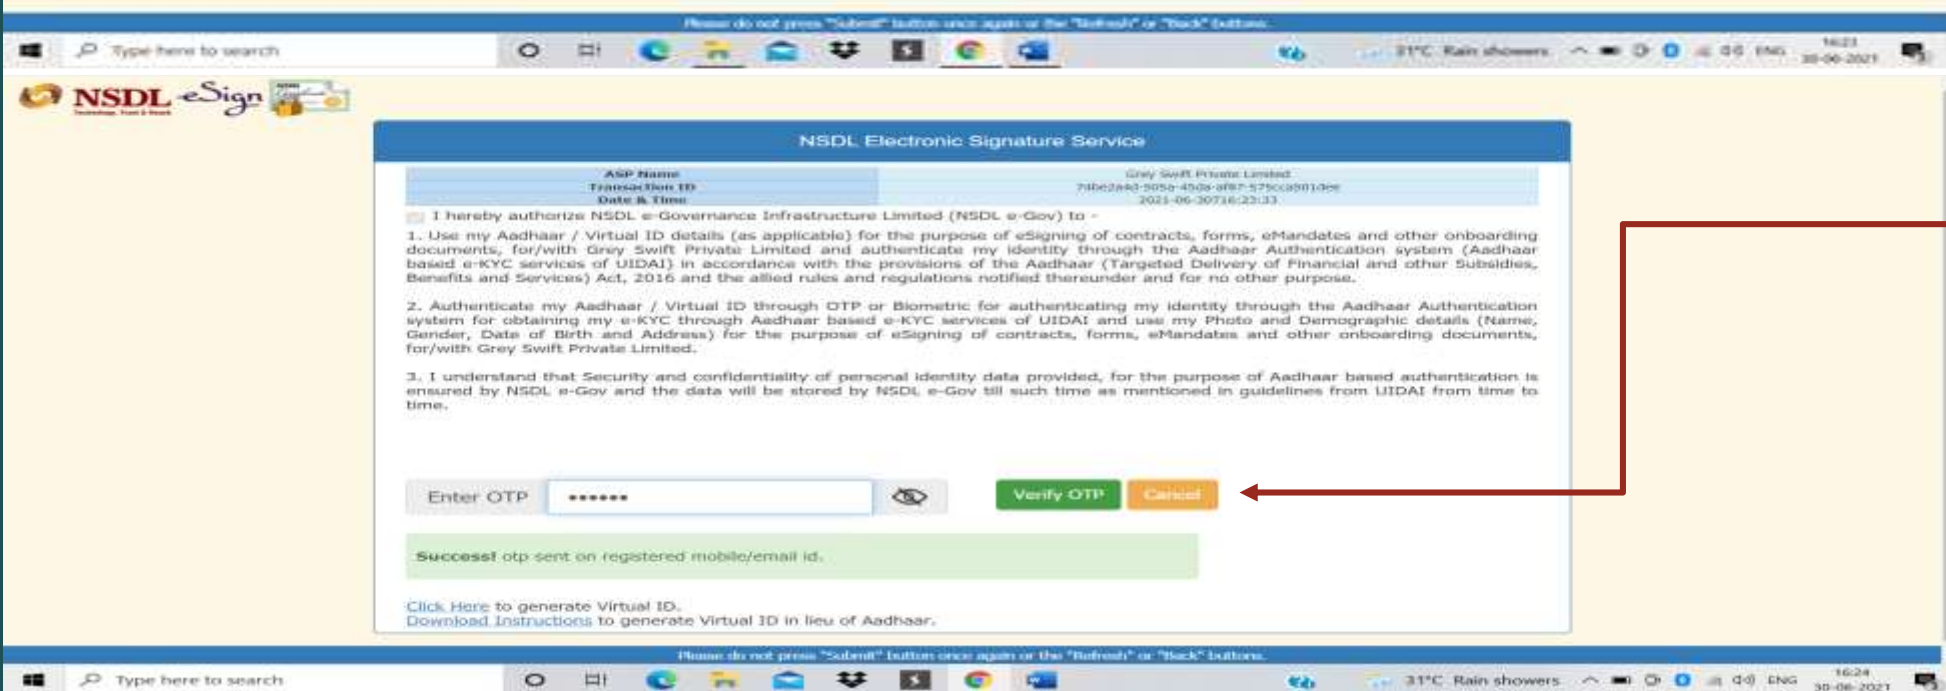 Please do not press "Submit" button once again or the "Refresh" or "Back" buttons.
Type here to search
31°C Rain showers
ENG
16:23
30-06-2021
NSDL eSign
Technology, Trust & Reach
NSDL Electronic Signature Service
ASP Name Grey Swift Private Limited
Transaction ID
Date & Time 2021-06-30T16:23:33
I hereby authorize NSDL e-Governance Infrastructure Limited (NSDL e-Gov) to -
1. Use my Aadhaar / Virtual ID details (as applicable) for the purpose of eSigning of contracts, forms, eMandates and other onboarding
documents, for/with Grey Swift Private Limited and authenticate my identity through the Aadhaar Authentication system (Aadhaar
based e-KYC services of UIDAI) in accordance with the provisions of the Aadhaar (Targeted Delivery of Financial and other Subsidies,
Benefits and Services) Act, 2016 and the allied rules and regulations notified thereunder and for no other purpose.
2. Authenticate my Aadhaar / Virtual ID through OTP or Biometric for authenticating my identity through the Aadhaar Authentication
system for obtaining my e-KYC through Aadhaar based e-KYC services of UIDAI and use my Photo and Demographic details (Name,
Gender, Date of Birth and Address) for the purpose of eSigning of contracts, forms, eMandates and other onboarding documents,
for/with Grey Swift Private Limited.
3. I understand that Security and confidentiality of personal identity data provided, for the purpose of Aadhaar based authentication is
ensured by NSDL e-Gov and the data will be stored by NSDL e-Gov till such time as mentioned in guidelines from UIDAI from time to
time.
Enter OTP
Verify OTP
Cancel
Success! otp sent on registered mobile/email id.
Click Here to generate Virtual ID.
Download Instructions to generate Virtual ID in lieu of Aadhaar.
Please do not press "Submit" button once again or the "Refresh" or "Back" buttons.
Type here to search
31°C Rain showers
ENG
16:24
30-06-2021